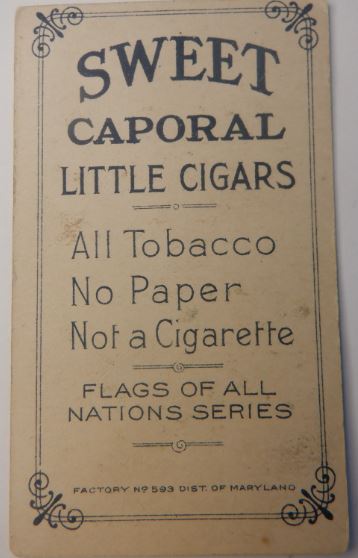 SWEET
CAPORAL
LITTLE CIGARS
All Tobacco
No Paper
Not a Cigarette
FLAGS OF ALL
NATIONS SERIES
FACTORY Nº 593 DIST. OF MARYLAND